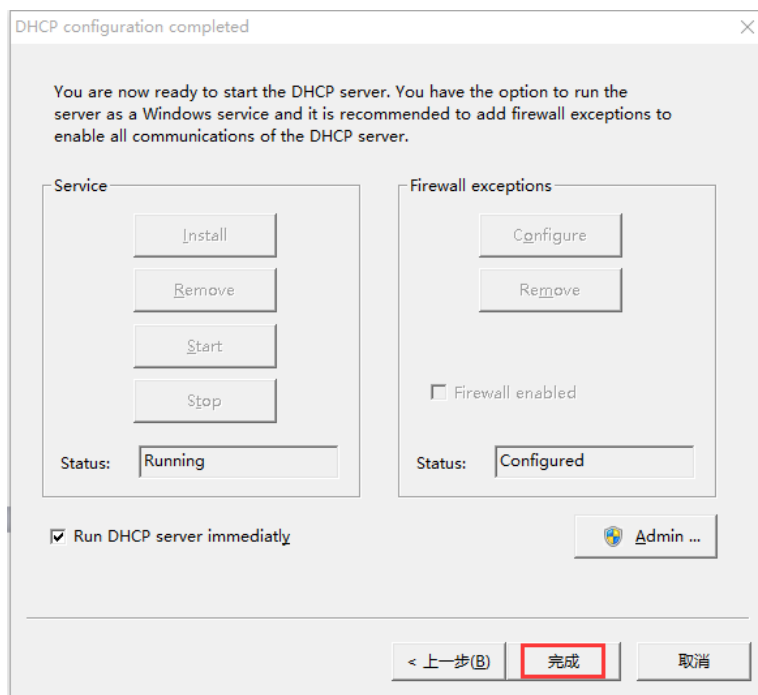 DHCP configuration completed
You are now ready to start the DHCP server. You have the option to run the
server as a Windows service and it is recommended to add firewall exceptions to
enable all communications of the DHCP server.
Service
Install
Remove
Start
Stop
Status: Running
Firewall exceptions
Configure
Remove
Firewall enabled
Status: Configured
Run DHCP server immediatly
Admin ...
< 上一步(B)
完成
取消